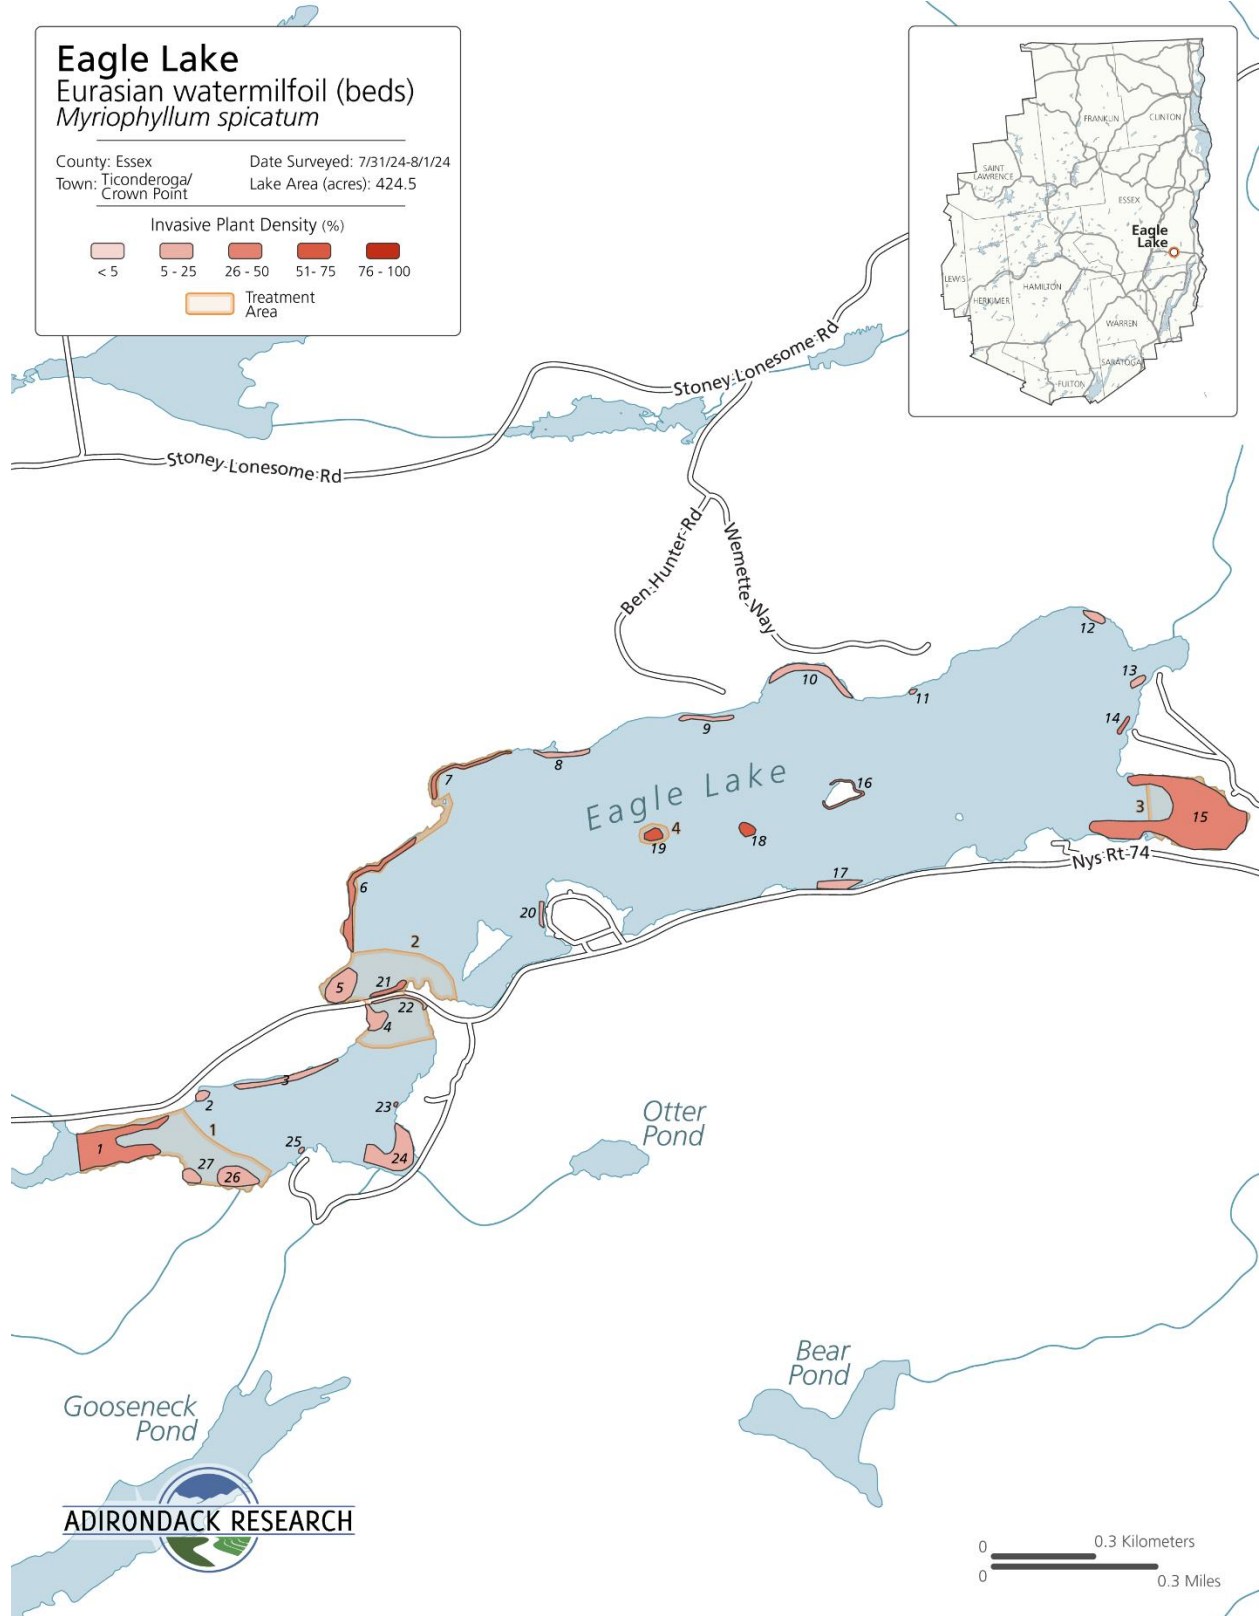 Eagle Lake
Eurasian watermilfoil (beds)
Myriophyllum spicatum
County: Essex
Date Surveyed: 7/31/24-8/1/24
Town: Ticonderoga/
Crown Point
Lake Area (acres): 424.5
Invasive Plant Density (%)
< 5
5 - 25
26 - 50
51- 75
76 - 100
Treatment
Area
FRANKLIN
CLINTON
SAINT
LAWRENCE
ESSEX
Eagle
Lake
LEWIS
HERKIMER
HAMILTON
WARREN
SARATOGA
FULTON
Stoney Lonesome Rd
Stoney Lonesome Rd
Ben Hunter Rd
Wemette Way
12
13
10
11
14
9
7
8
Eagle Lake
16
3
15
4
19
18
Nys Rt 74
6
17
20
2
5
21
22
4
3
2
23
1
1
25
24
27
26
Otter
Pond
Bear
Pond
Gooseneck
Pond
ADIRONDACK RESEARCH
0
0.3 Kilometers
0
0.3 Miles